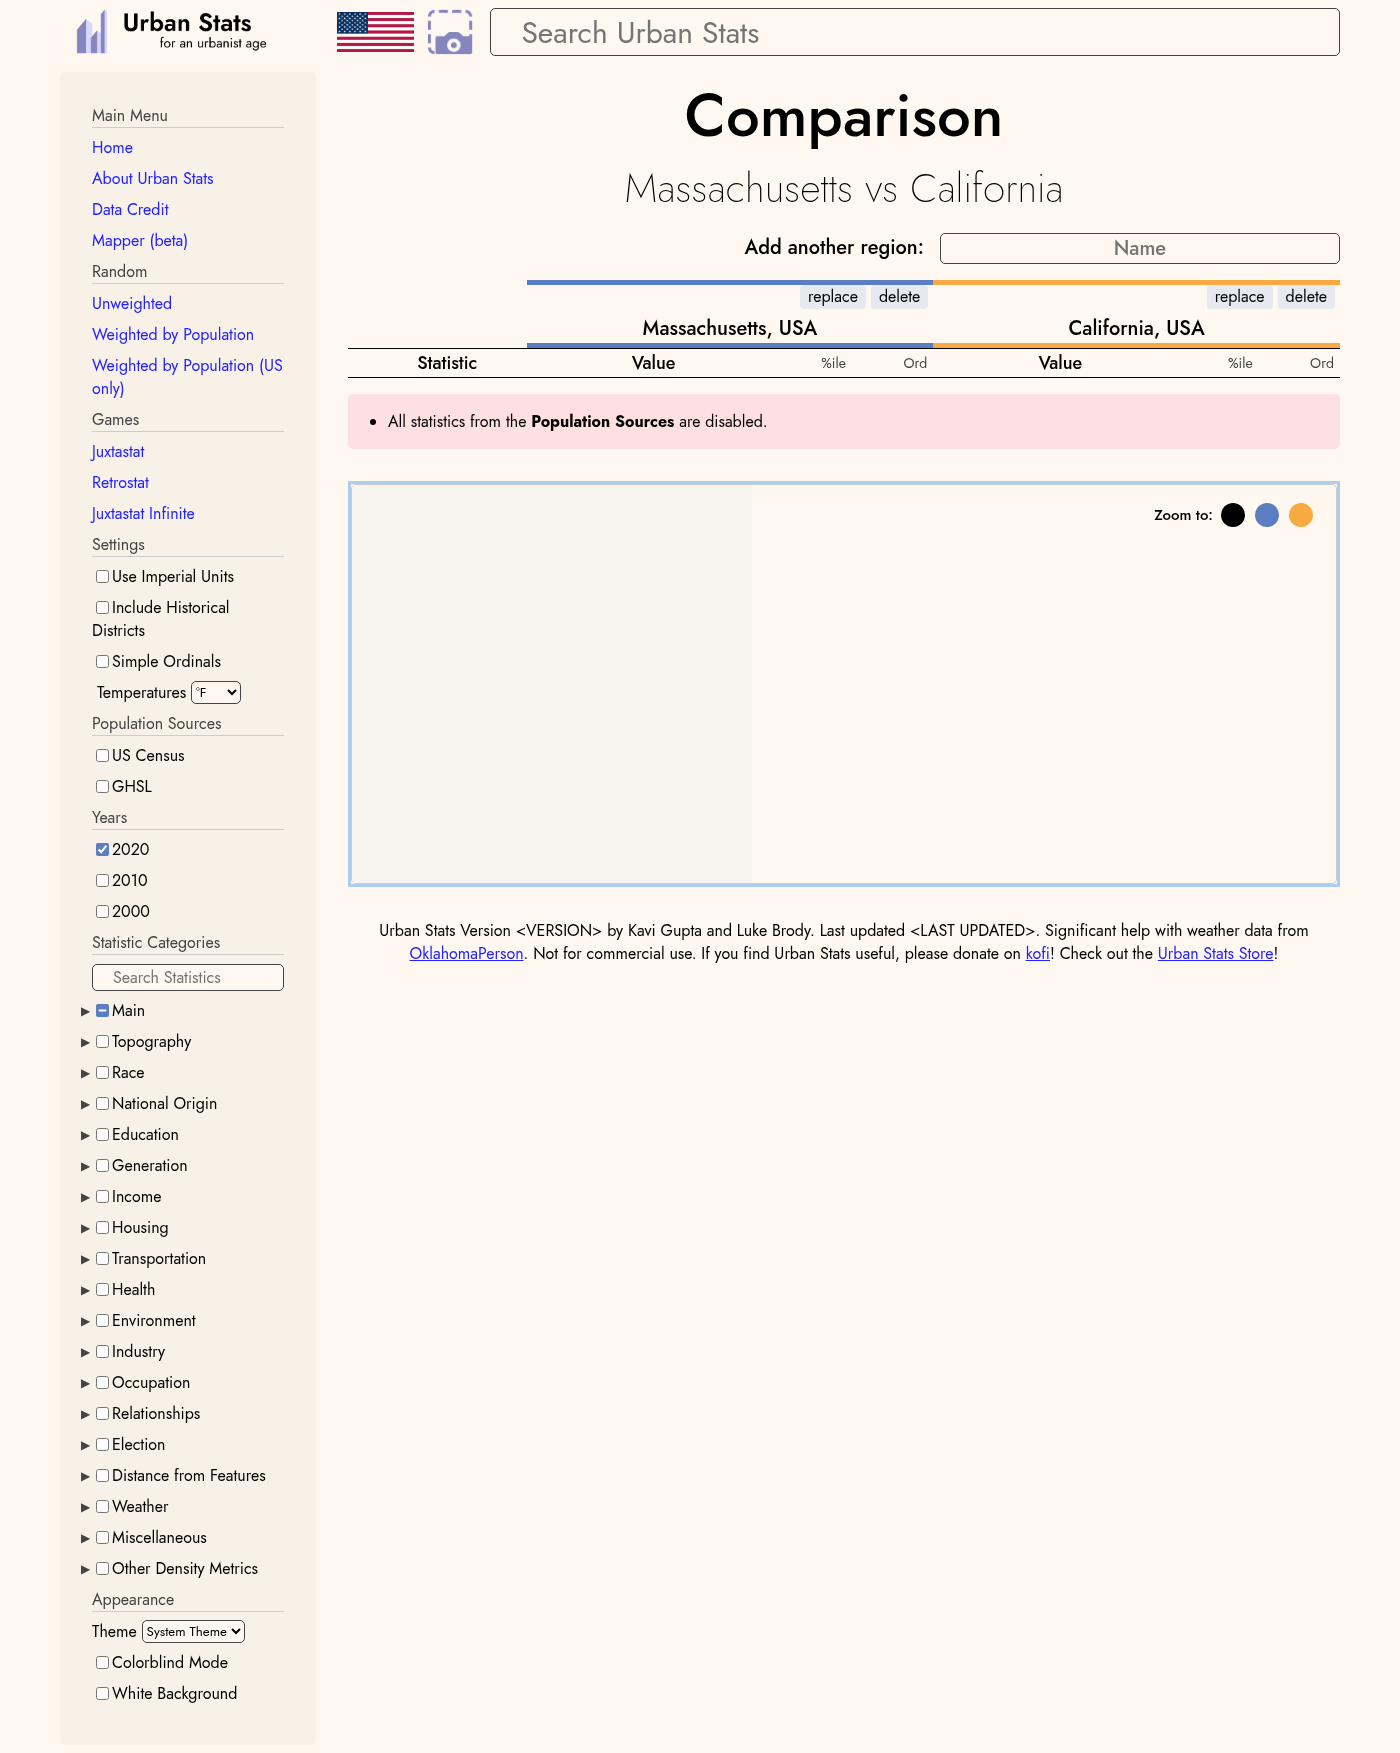 Urban Stats
for an urbanist age
Search Urban Stats
Main Menu
Home
About Urban Stats
Data Credit
Mapper (beta)
Random
Unweighted
Weighted by Population
Weighted by Population (US
only)
Games
Juxtastat
Retrostat
Juxtastat Infinite
Settings
Use Imperial Units
Include Historical
Districts
Simple Ordinals
Temperatures °F
Population Sources
US Census
GHSL
Years
2020
2010
2000
Statistic Categories
Search Statistics
Main
Topography
Race
National Origin
Education
Generation
Income
Housing
Transportation
Health
Environment
Industry
Occupation
Relationships
Election
Distance from Features
Weather
Miscellaneous
Other Density Metrics
Appearance
Theme System Theme
Colorblind Mode
White Background
Comparison
Massachusetts vs California
Add another region: Name
replace delete replace delete
Massachusetts, USA California, USA
Statistic Value %ile Ord Value %ile Ord
All statistics from the Population Sources are disabled.
Zoom to:
Urban Stats Version <VERSION> by Kavi Gupta and Luke Brody. Last updated <LAST UPDATED>. Significant help with weather data from
OklahomaPerson. Not for commercial use. If you find Urban Stats useful, please donate on kofi! Check out the Urban Stats Store!